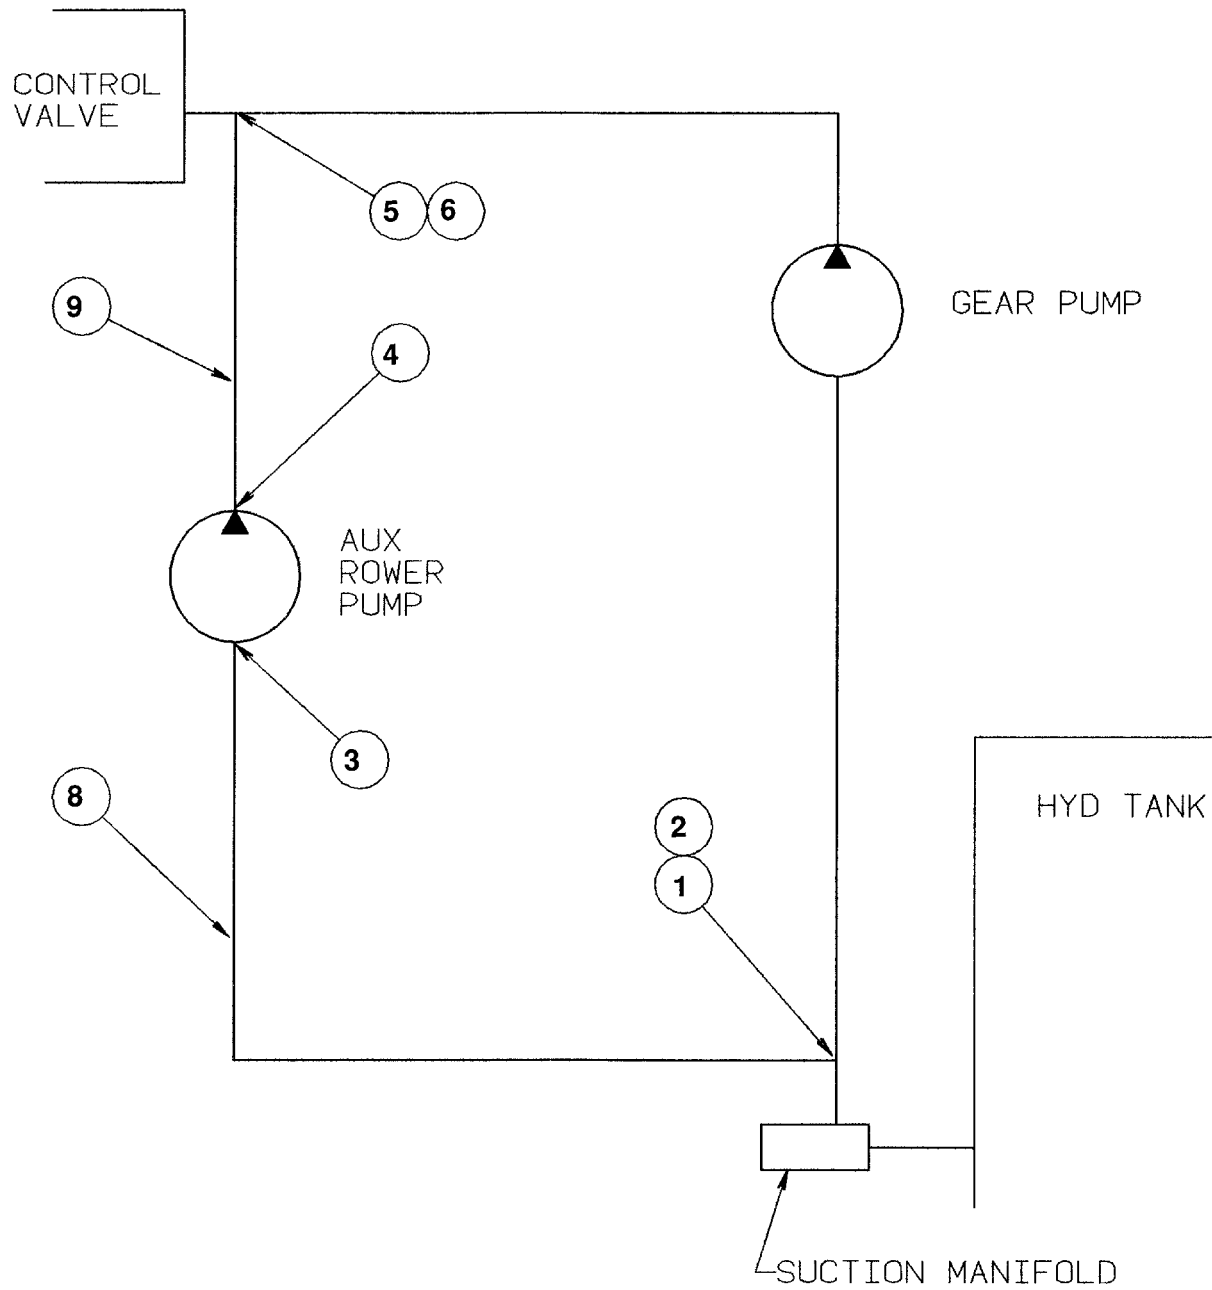 CONTROL
VALVE
5 6
9
GEAR PUMP
4
AUX
ROWER
PUMP
3
8
HYD TANK
2
1
SUCTION MANIFOLD